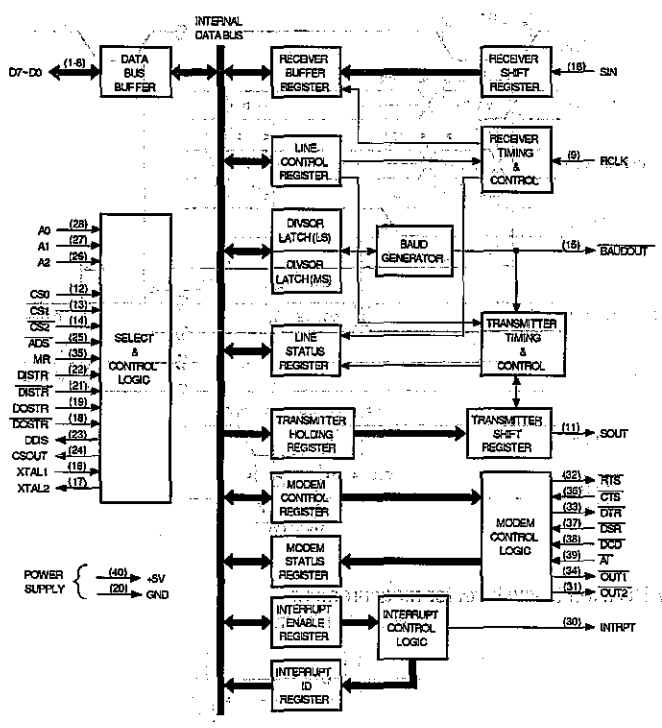 INTERNAL
DATA BUS
D7~D0
(1-8)
DATA
BUS
BUFFER
RECEIVER
BUFFER
REGISTER
RECEIVER
SHIFT
REGISTER
SIN
LINE
CONTROL
REGISTER
RECEIVER
TIMING
&
CONTROL
(9)
RCLK
A0 (28)
A1 (27)
A2 (26)
CS0 (12)
CS1 (13)
CS2 (14)
ADS (25)
MR (35)
DISTR (22)
DISTR (21)
DOSTR (19)
DOSTR (18)
DDIS (23)
CSOUT (24)
XTAL1 (16)
XTAL2 (17)
SELECT
&
CONTROL
LOGIC
DIVSOR
LATCH (LS)
DIVSOR
LATCH (MS)
BAUD
GENERATOR
(15)
BAUDOUT
LINE
STATUS
REGISTER
TRANSMITTER
TIMING
&
CONTROL
TRANSMITTER
HOLDING
REGISTER
TRANSMITTER
SHIFT
REGISTER
(11)
SOUT
MODEM
CONTROL
REGISTER
MODEM
STATUS
REGISTER
MODEM
CONTROL
LOGIC
(32) RTS
(36) CTS
(33) DTR
(37) DSR
(38) DCD
(39) RI
(34) OUT1
(31) OUT2
POWER
SUPPLY
(40) +5V
(20) GND
INTERRUPT
ENABLE
REGISTER
INTERRUPT
CONTROL
LOGIC
(30)
INTRPT
INTERRUPT
ID
REGISTER